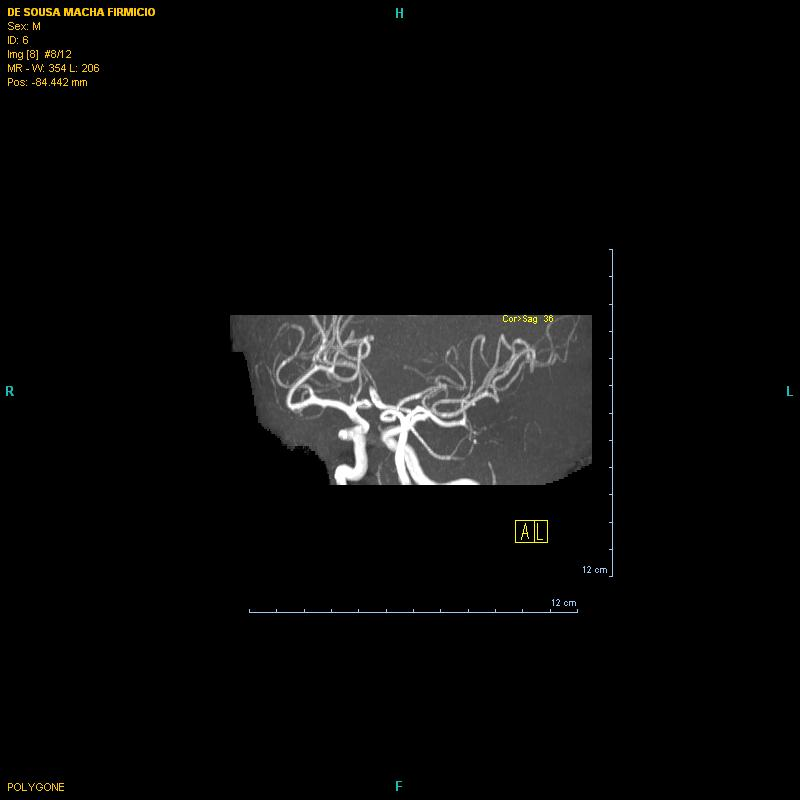 DE SOUSA MACHA FIRMICIO
Sex: M
ID: 6
Img [8] #8/12
MR - W: 354 L: 206
Pos: -84.442 mm
H
Cor>Sag 36
R
L
A L
12 cm
12 cm
POLYGONE
F